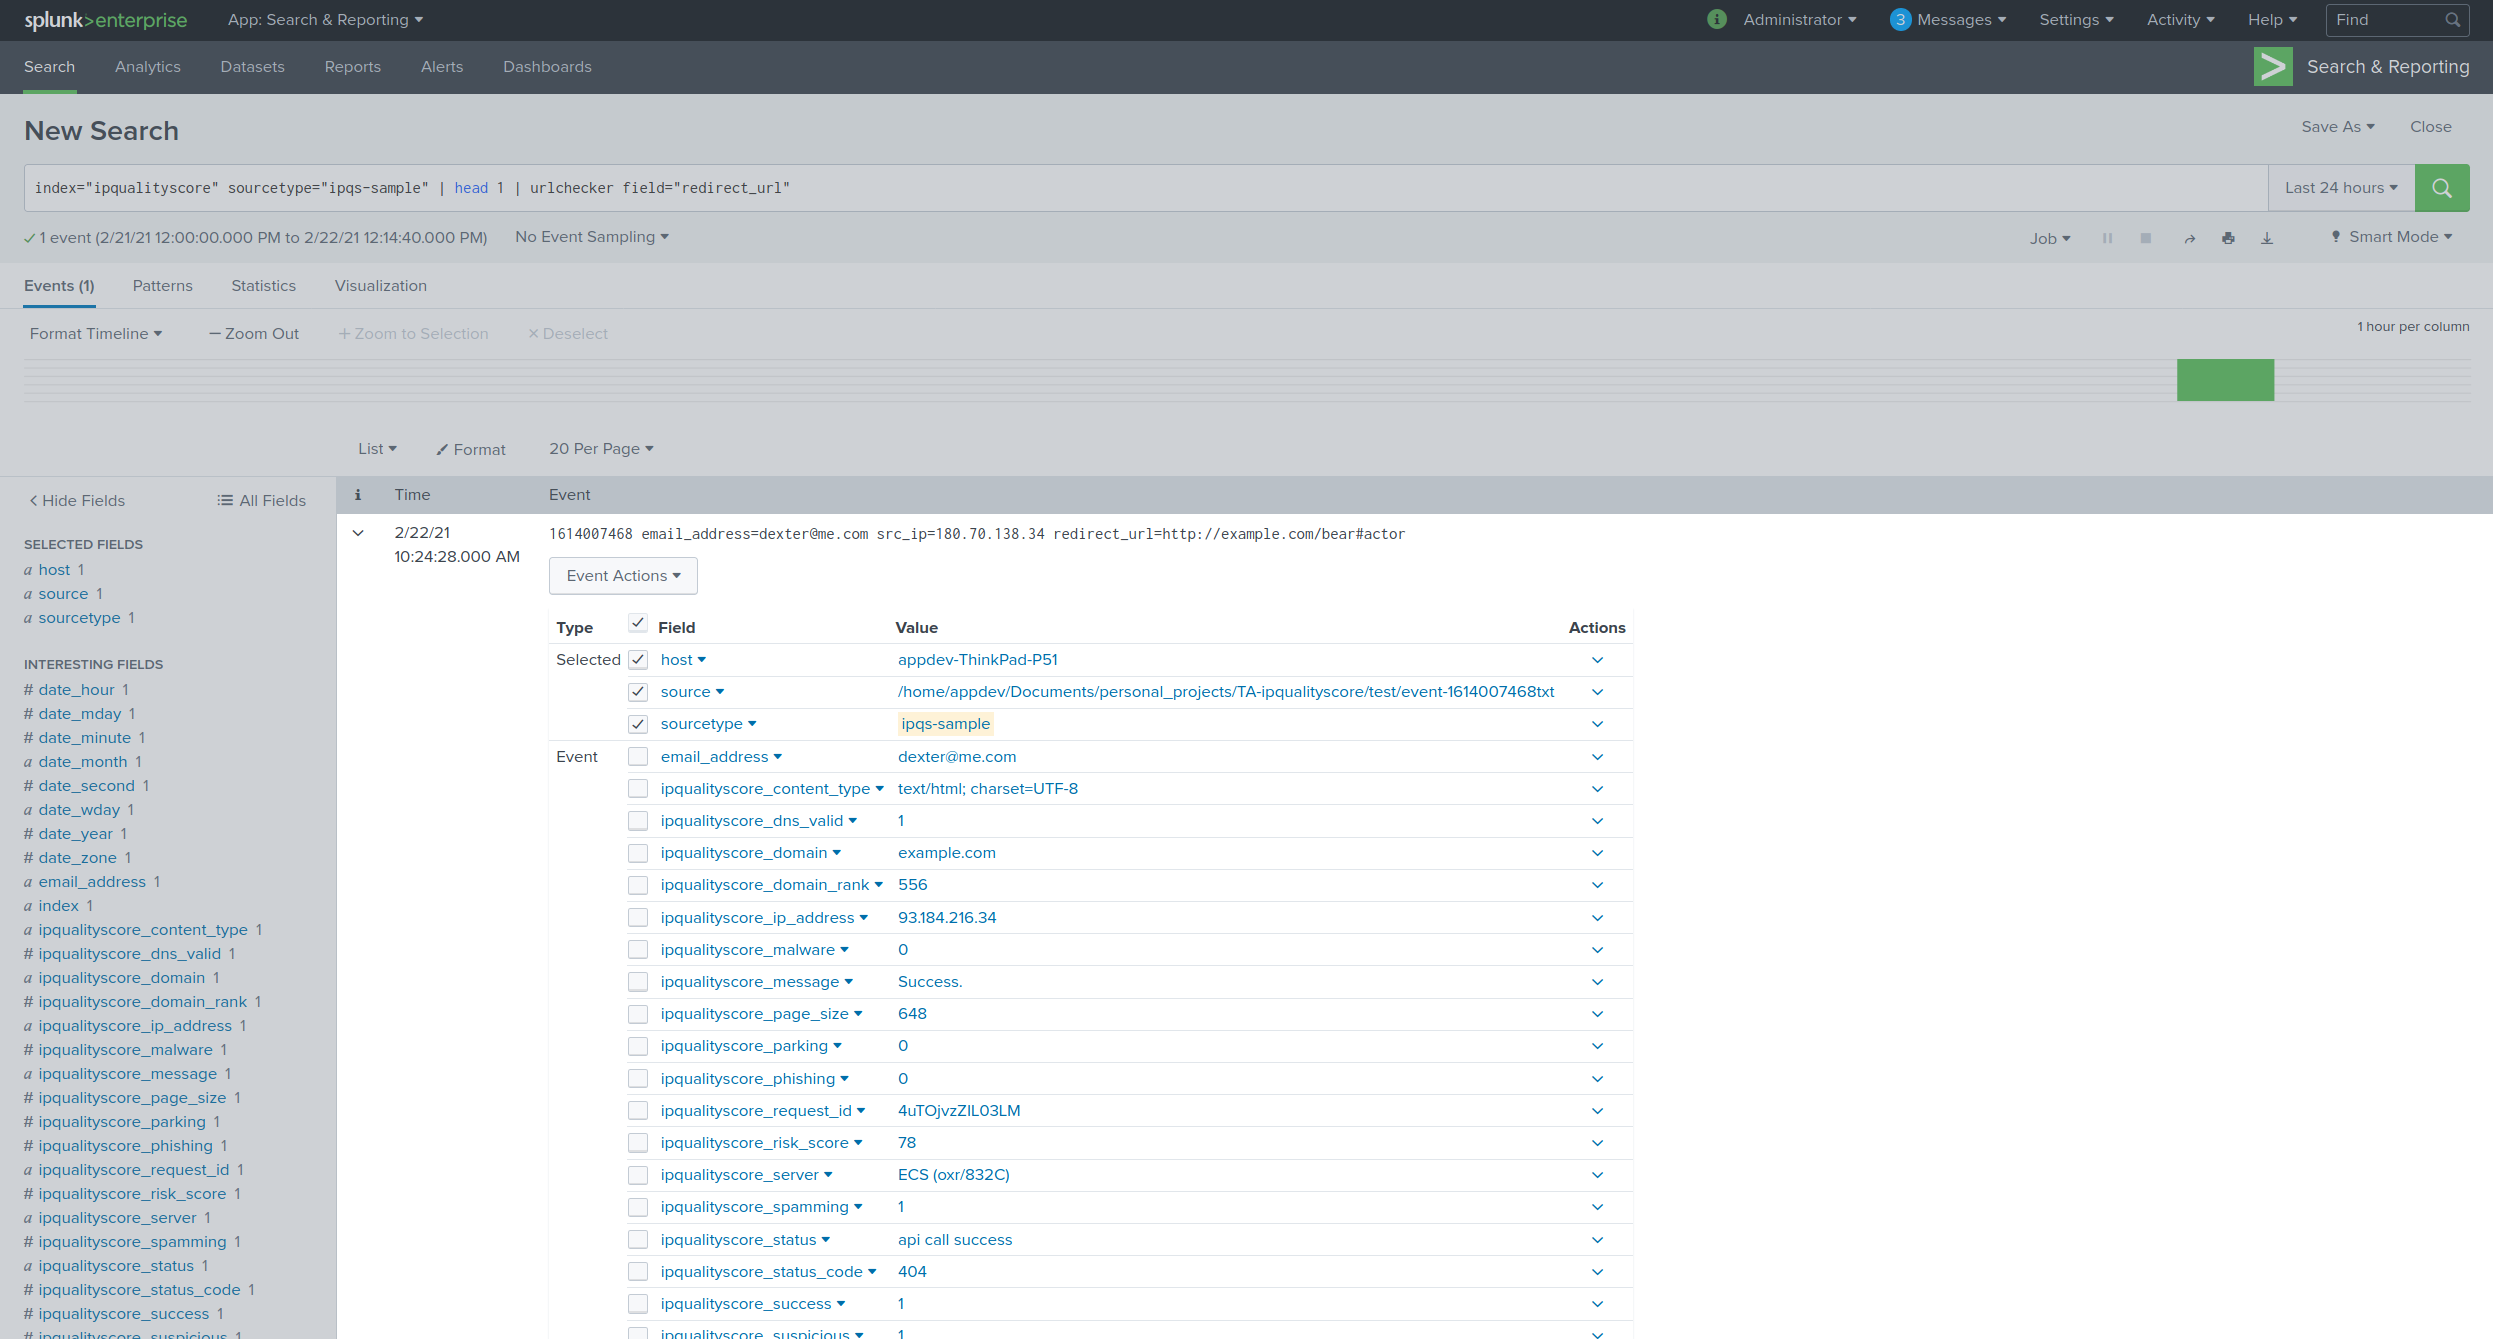 splunk>enterprise App: Search & Reporting Administrator 3 Messages Settings Activity Help Find
Search Analytics Datasets Reports Alerts Dashboards Search & Reporting
New Search Save As Close
index="ipqualityscore" sourcetype="ipqs-sample" | head 1 | urlchecker field="redirect_url" Last 24 hours
1 event (2/21/21 12:00:00.000 PM to 2/22/21 12:14:40.000 PM) No Event Sampling Job Smart Mode
Events (1) Patterns Statistics Visualization
Format Timeline — Zoom Out + Zoom to Selection × Deselect 1 hour per column
List Format 20 Per Page
< Hide Fields All Fields
SELECTED FIELDS
a host 1
a source 1
a sourcetype 1
INTERESTING FIELDS
# date_hour 1
# date_mday 1
# date_minute 1
a date_month 1
# date_second 1
a date_wday 1
# date_year 1
# date_zone 1
a email_address 1
a index 1
a ipqualityscore_content_type 1
# ipqualityscore_dns_valid 1
a ipqualityscore_domain 1
# ipqualityscore_domain_rank 1
a ipqualityscore_ip_address 1
# ipqualityscore_malware 1
a ipqualityscore_message 1
# ipqualityscore_page_size 1
# ipqualityscore_parking 1
# ipqualityscore_phishing 1
a ipqualityscore_request_id 1
# ipqualityscore_risk_score 1
a ipqualityscore_server 1
# ipqualityscore_spamming 1
a ipqualityscore_status 1
# ipqualityscore_status_code 1
# ipqualityscore_success 1
# ipqualityscore_suspicious 1
i Time Event
2/22/21 1614007468 email_address=dexter@me.com src_ip=180.70.138.34 redirect_url=http://example.com/bear#actor
10:24:28.000 AM
Event Actions
Type Field Value Actions
Selected host appdev-ThinkPad-P51
source /home/appdev/Documents/personal_projects/TA-ipqualityscore/test/event-1614007468txt
sourcetype ipqs-sample
Event email_address dexter@me.com
ipqualityscore_content_type text/html; charset=UTF-8
ipqualityscore_dns_valid 1
ipqualityscore_domain example.com
ipqualityscore_domain_rank 556
ipqualityscore_ip_address 93.184.216.34
ipqualityscore_malware 0
ipqualityscore_message Success.
ipqualityscore_page_size 648
ipqualityscore_parking 0
ipqualityscore_phishing 0
ipqualityscore_request_id 4uTOjvzZIL03LM
ipqualityscore_risk_score 78
ipqualityscore_server ECS (oxr/832C)
ipqualityscore_spamming 1
ipqualityscore_status api call success
ipqualityscore_status_code 404
ipqualityscore_success 1
ipqualityscore_suspicious 1